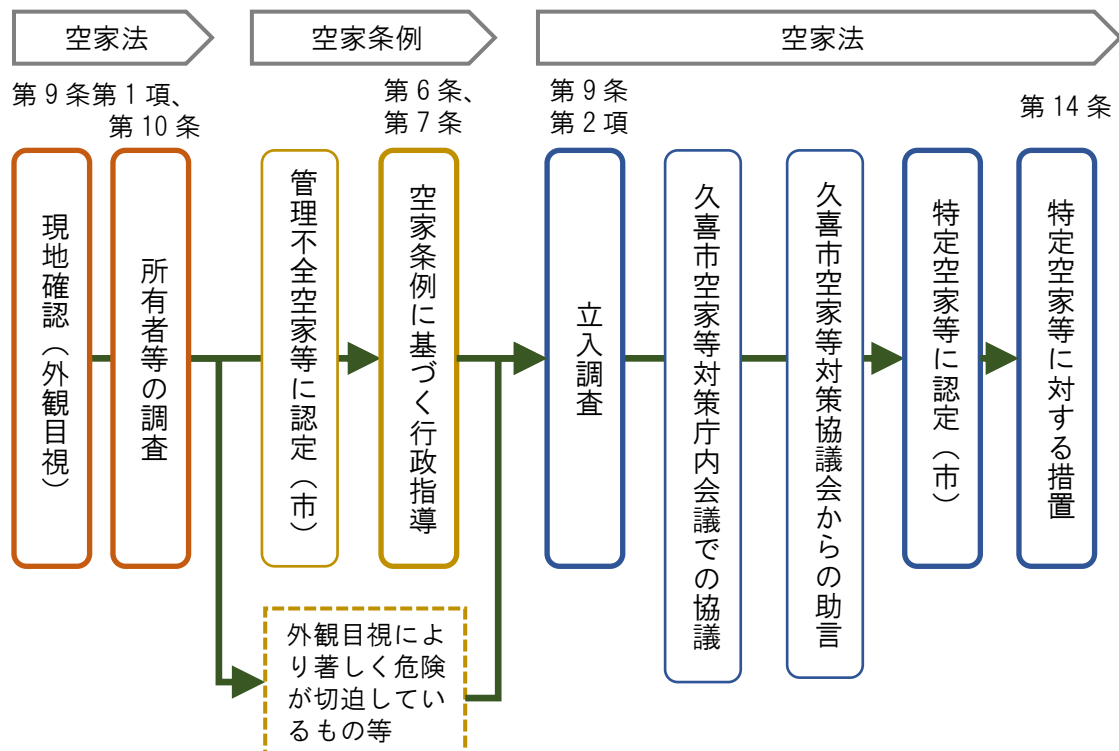 空家法
空家条例
空家法
第9条第1項、
第10条
第6条、
第7条
第9条
第2項
第14条
現地確認（外観目視）
所有者等の調査
管理不全空家等に認定（市）
空家条例に基づく行政指導
立入調査
久喜市空家等対策庁内会議での協議
久喜市空家等対策協議会からの助言
特定空家等に認定（市）
特定空家等に対する措置
外観目視によ
り著しく危険
が切迫してい
るもの等